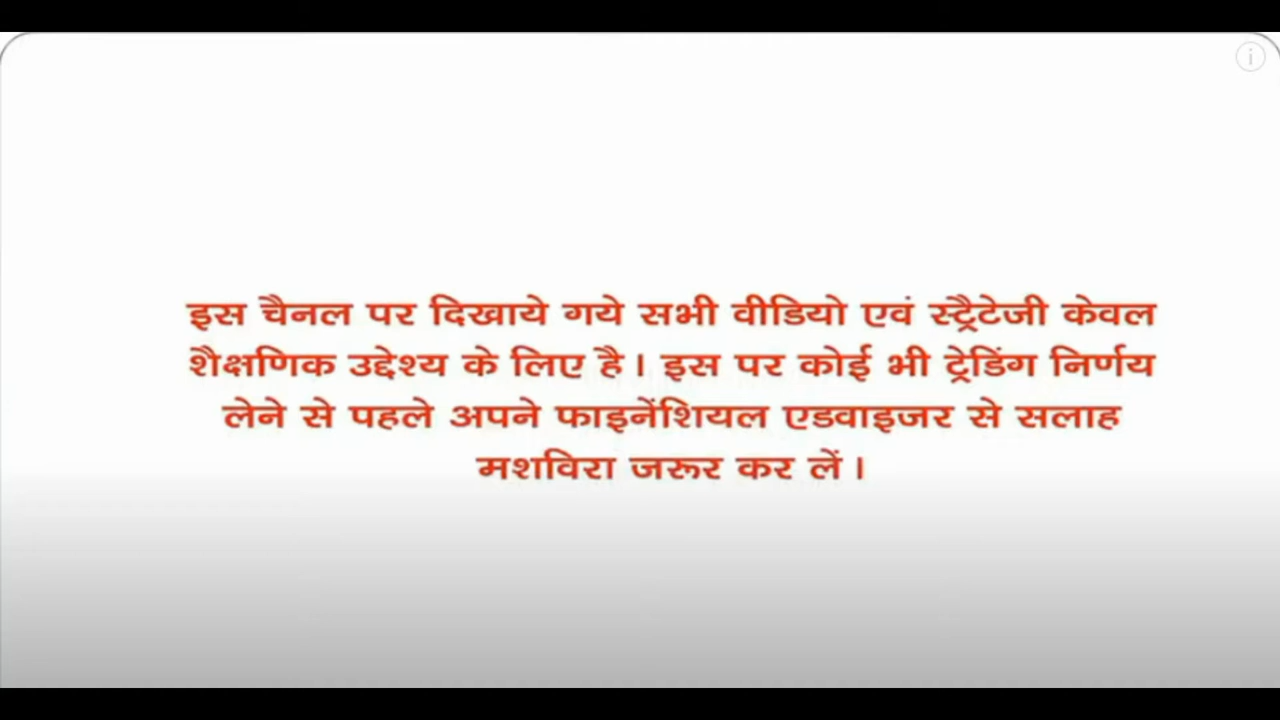 इस चैनल पर दिखाये गये सभी वीडियो एवं स्ट्रैटेजी केवल
शैक्षणिक उद्देश्य के लिए है। इस पर कोई भी ट्रेडिंग निर्णय
लेने से पहले अपने फाइनेंशियल एडवाइजर से सलाह
मशविरा जरूर कर लें।